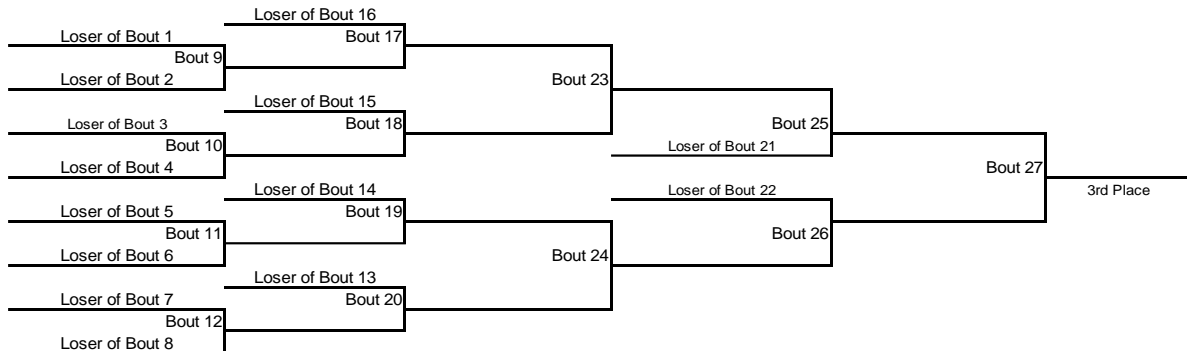 Loser of Bout 16
Loser of Bout 1
Bout 17
Bout 9
Loser of Bout 2
Bout 23
Loser of Bout 15
Loser of Bout 3
Bout 18
Bout 25
Bout 10
Loser of Bout 21
Loser of Bout 4
Bout 27
Loser of Bout 14
Loser of Bout 22
3rd Place
Loser of Bout 5
Bout 19
Bout 11
Bout 26
Loser of Bout 6
Bout 24
Loser of Bout 13
Loser of Bout 7
Bout 20
Bout 12
Loser of Bout 8